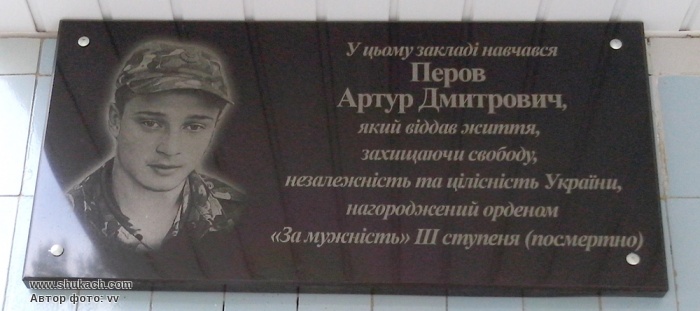 У цьому закладі навчався
Перов
Артур Дмитрович,
який віддав життя,
захищаючи свободу,
незалежність та цілісність України,
нагороджений орденом
«За мужність» ІІІ ступеня (посмертно)
www.shukach.com
Автор фото: vv